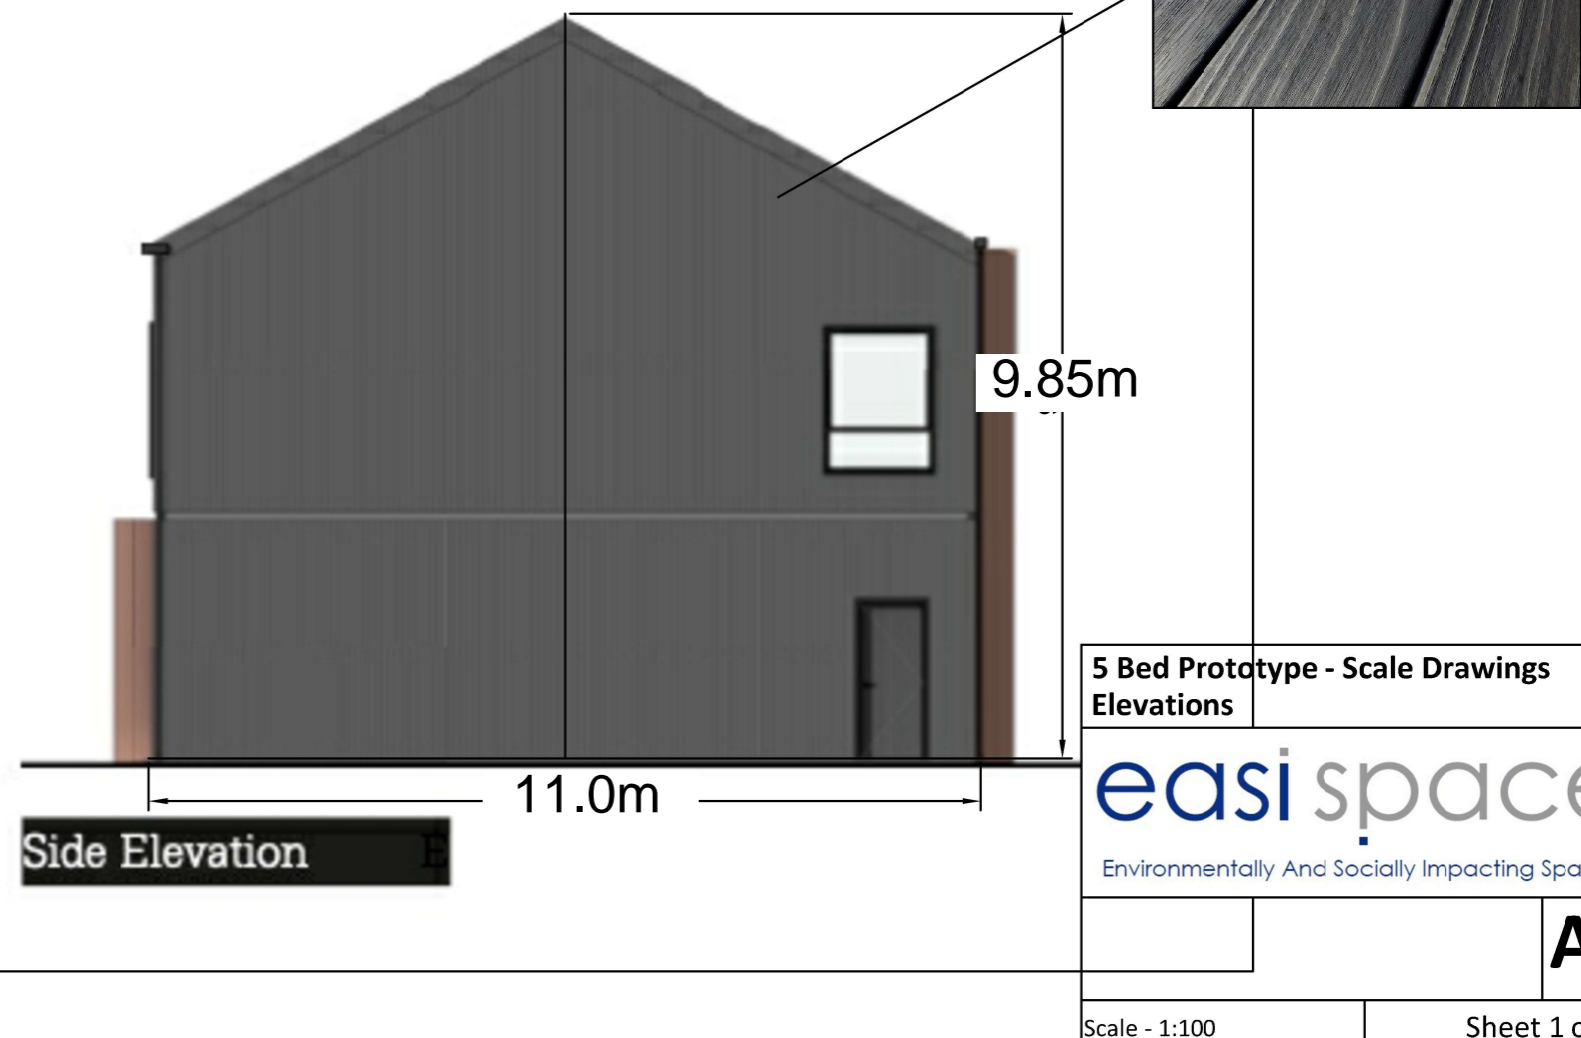 9.85m
11.0m
Side Elevation
5 Bed Prototype - Scale Drawings
Elevations
easi space
Environmentally And Socially Impacting Spa
A
Scale - 1:100
Sheet 1 o